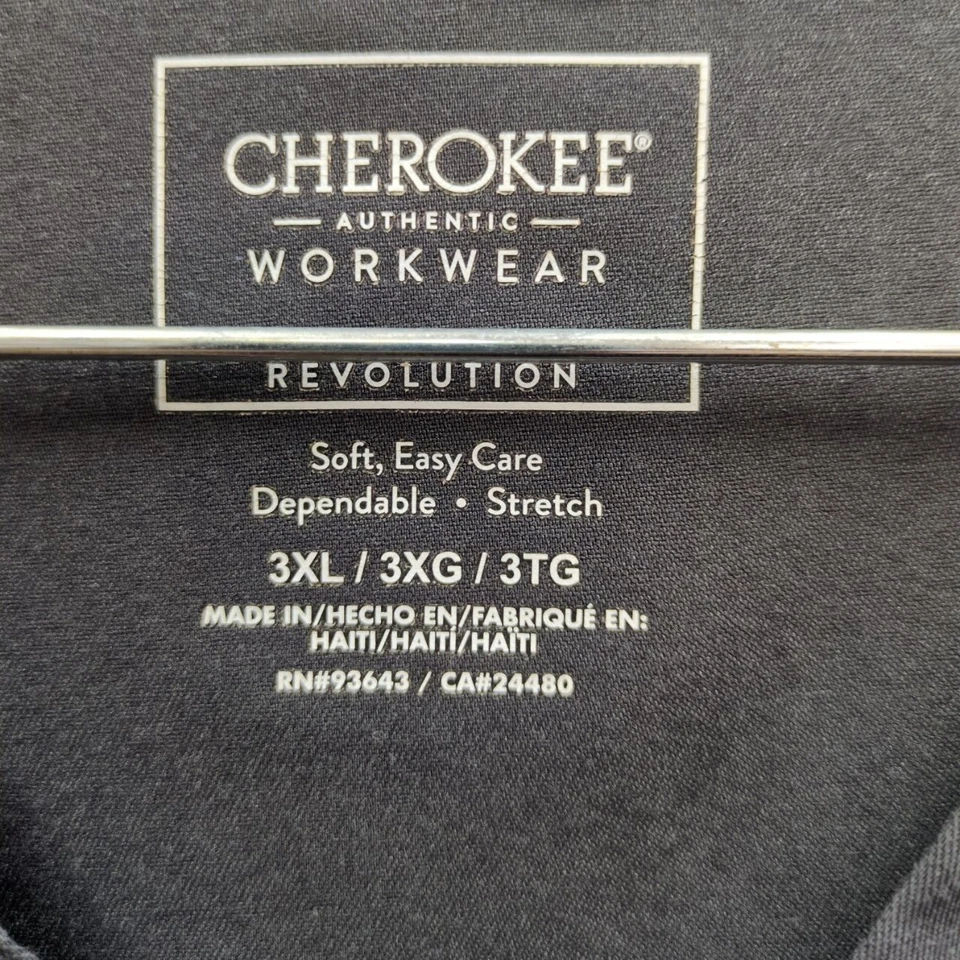 CHEROKEE®
AUTHENTIC
WORKWEAR
REVOLUTION
Soft, Easy Care
Dependable • Stretch
3XL / 3XG / 3TG
MADE IN/HECHO EN/FABRIQUÉ EN:
HAITI/HAITÍ/HAÏTI
RN#93643 / CA#24480